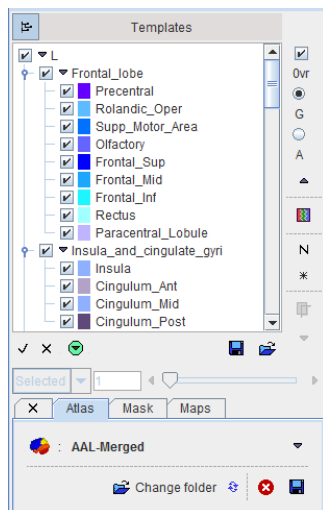 Templates
L
Frontal_lobe
Precentral
Rolandic_Oper
Supp_Motor_Area
Olfactory
Frontal_Sup
Frontal_Mid
Frontal_Inf
Rectus
Paracentral_Lobule
Insula_and_cingulate_gyri
Insula
Cingulum_Ant
Cingulum_Mid
Cingulum_Post
Ovr
G
A
N
Selected 1
X Atlas Mask Maps
: AAL-Merged
Change folder